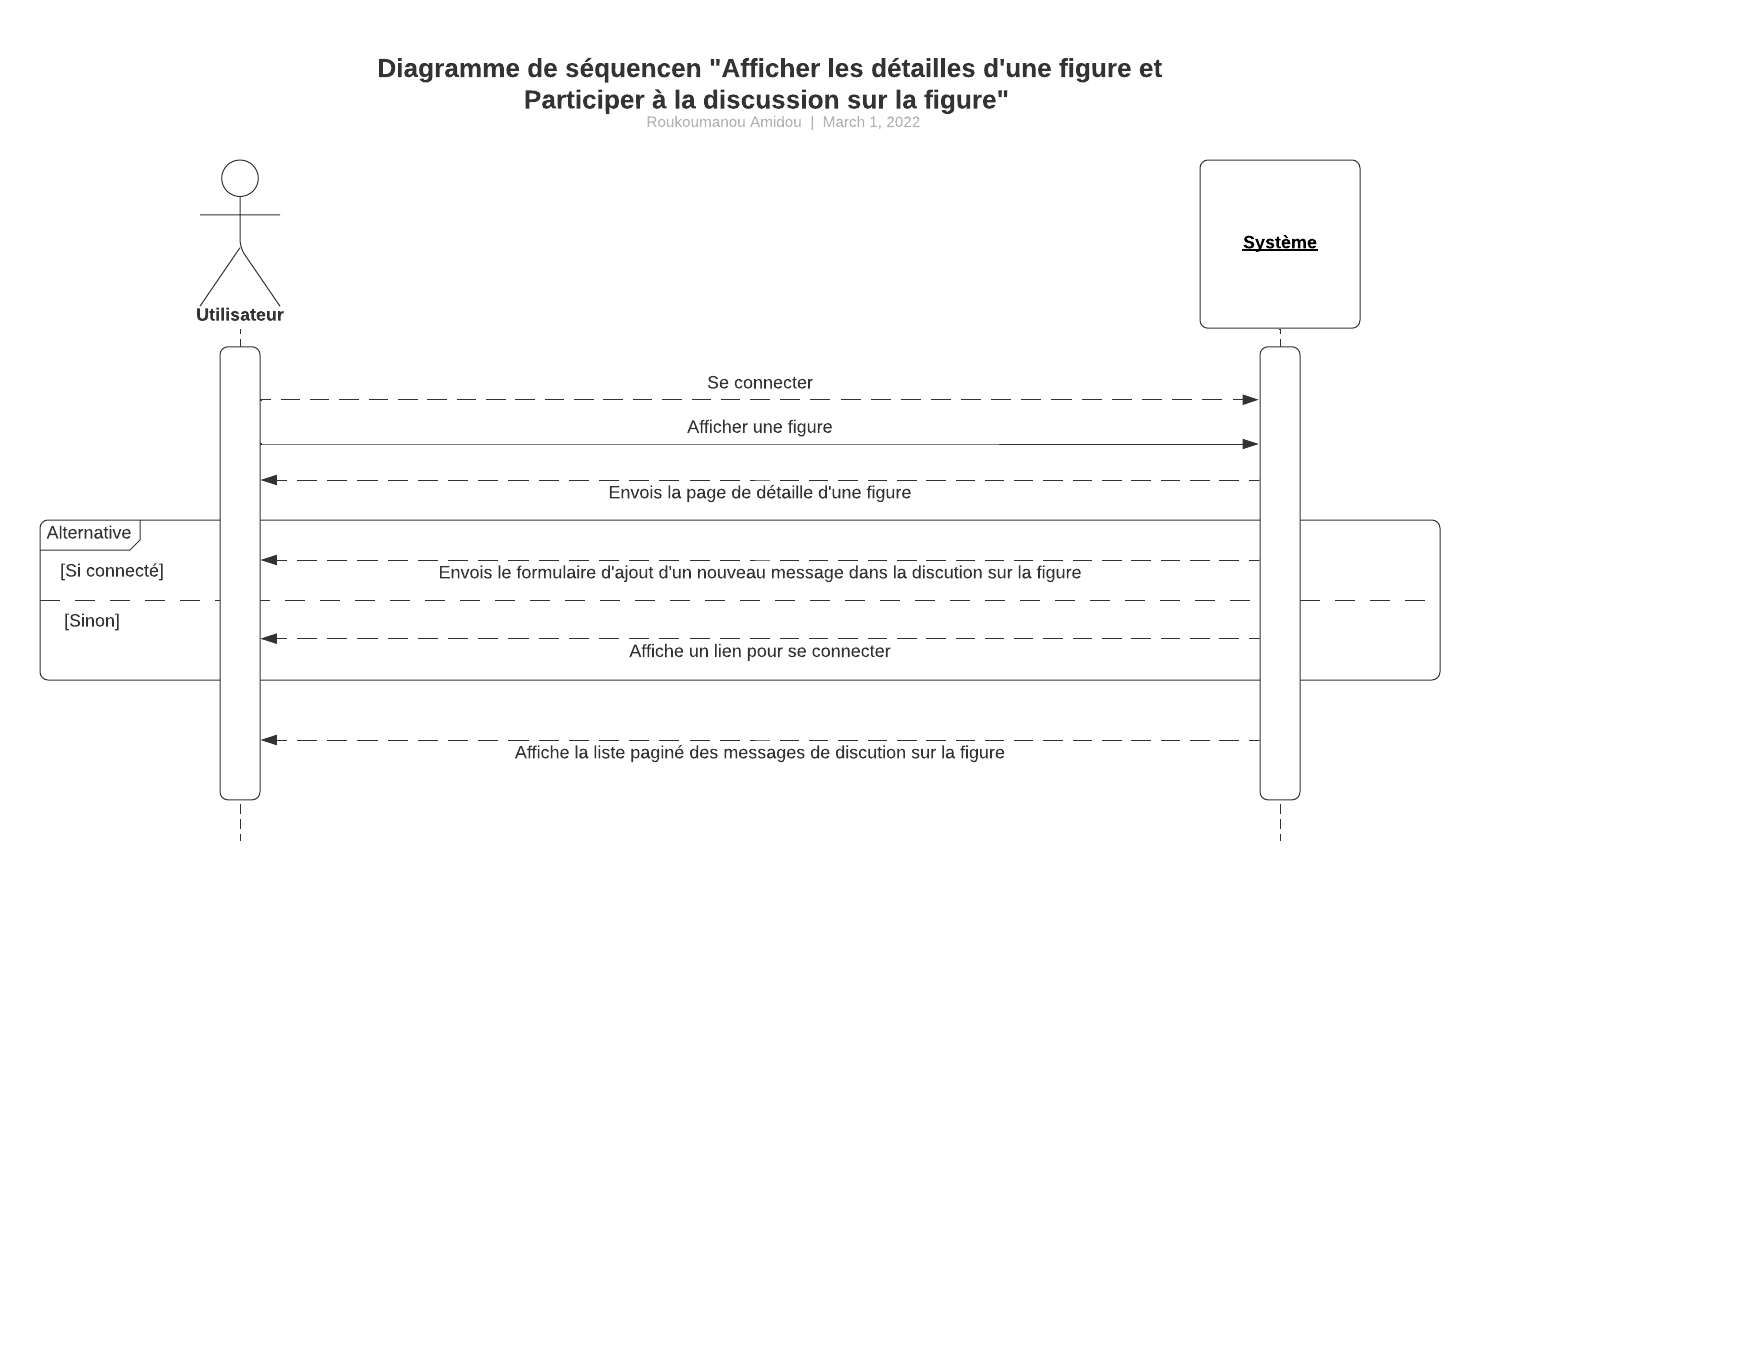 Diagramme de séquencen "Afficher les détailles d'une figure et
Participer à la discussion sur la figure"
Roukoumanou Amidou | March 1, 2022
Système
Utilisateur
Se connecter
Afficher une figure
Envois la page de détaille d'une figure
Alternative
[Si connecté]
Envois le formulaire d'ajout d'un nouveau message dans la discution sur la figure
[Sinon]
Affiche un lien pour se connecter
Affiche la liste paginé des messages de discution sur la figure